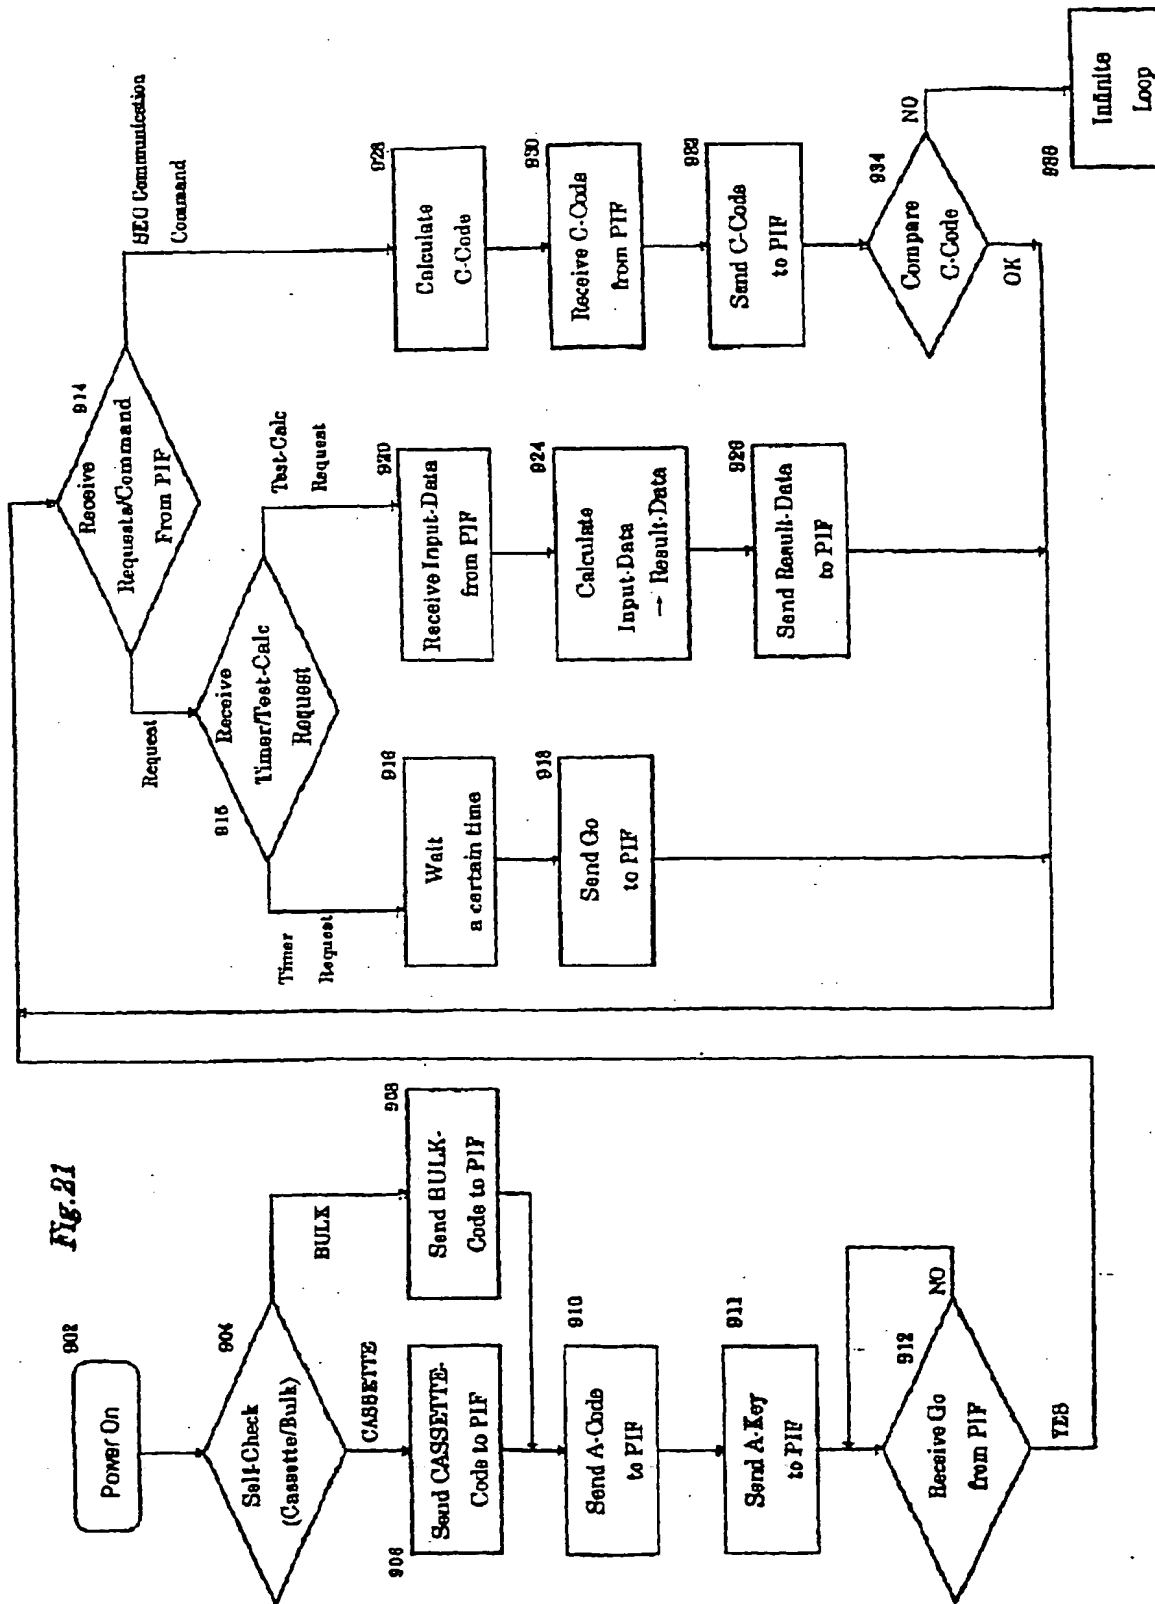 Fig.21
902
Power On
904
Self-Check
(Cassette/Bulk)
CASSETTE
BULK
906
Send CASSETTE-
Code to PIF
908
Send BULK-
Code to PIF
910
Send A-Code
to PIF
911
Send A-Key
to PIF
912
Receive Go
from PIF
NO
YES
914
Receive
Requests/Command
From PIF
Request
SEC Communication
Command
915
Receive
Timer/Test-Calc
Request
Timer
Request
Test-Calc
Request
916
Wait
a certain time
918
Send Go
to PIF
920
Receive Input-Data
from PIF
924
Calculate
Input-Data
→ Result-Data
926
Send Result-Data
to PIF
928
Calculate
C-Code
930
Receive C-Code
from PIF
932
Send C-Code
to PIF
934
Compare
C-Code
NO
OK
936
Infinite
Loop